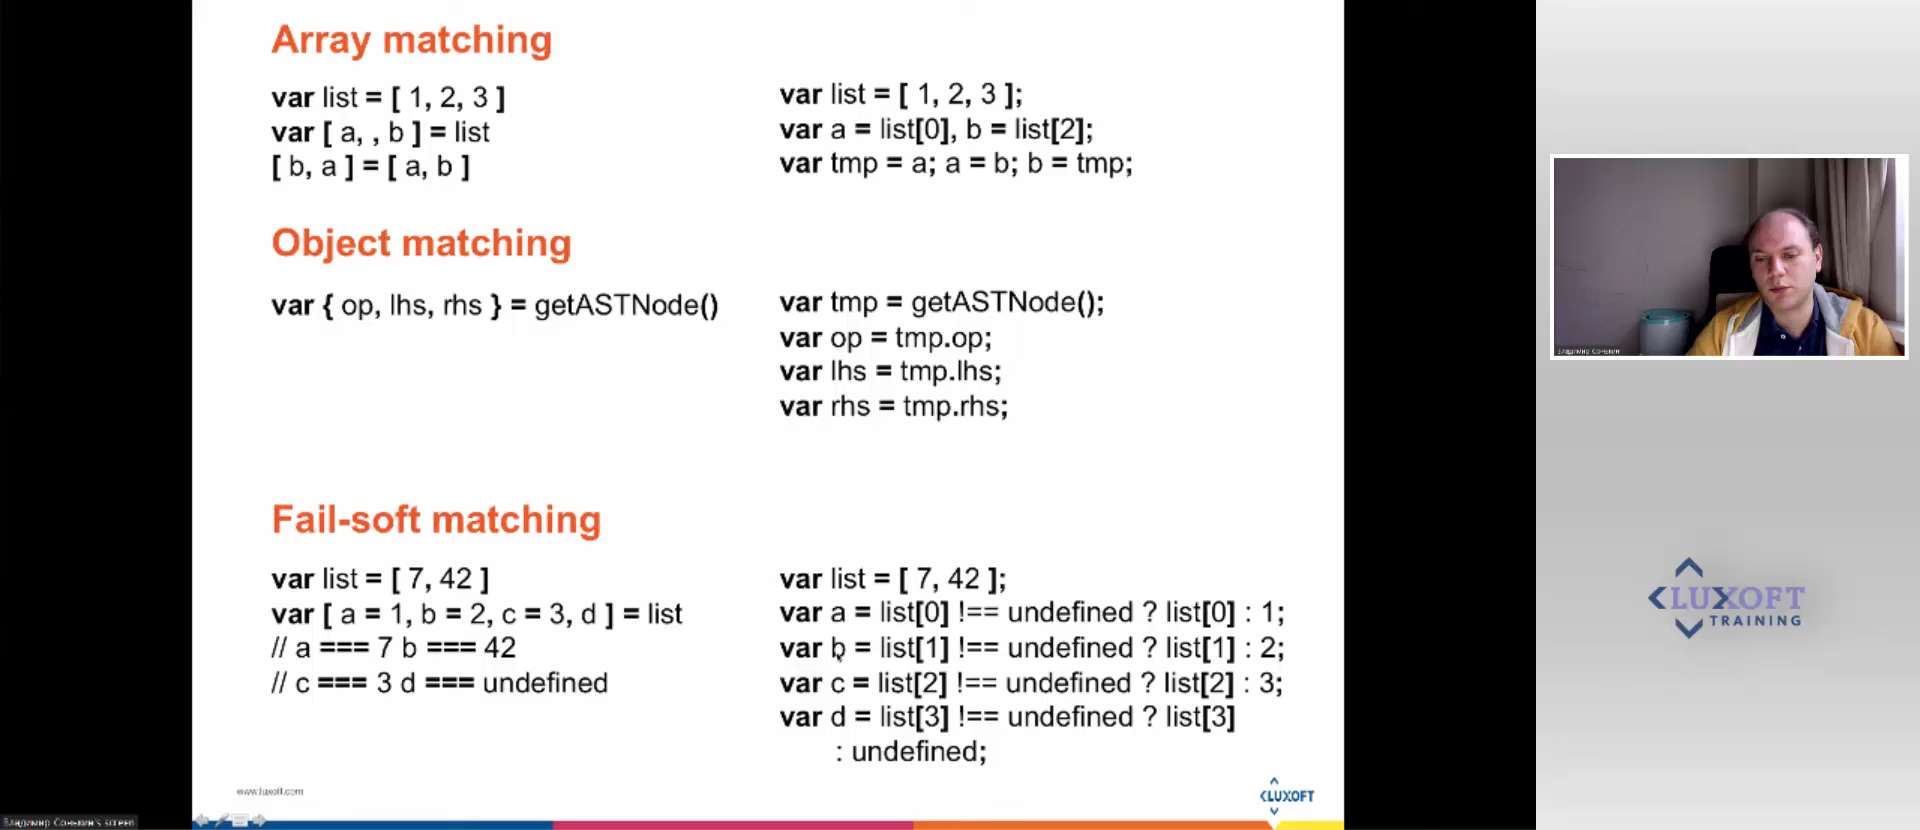 Array matching
var list = [ 1, 2, 3 ]
var [ a, , b ] = list
[ b, a ] = [ a, b ]
var list = [ 1, 2, 3 ];
var a = list[0], b = list[2];
var tmp = a; a = b; b = tmp;
Object matching
var { op, lhs, rhs } = getASTNode()
var tmp = getASTNode();
var op = tmp.op;
var lhs = tmp.lhs;
var rhs = tmp.rhs;
Fail-soft matching
var list = [ 7, 42 ]
var [ a = 1, b = 2, c = 3, d ] = list
// a === 7 b === 42
// c === 3 d === undefined
var list = [ 7, 42 ];
var a = list[0] !== undefined ? list[0] : 1;
var b = list[1] !== undefined ? list[1] : 2;
var c = list[2] !== undefined ? list[2] : 3;
var d = list[3] !== undefined ? list[3]
: undefined;
www.luxoft.com
LUXOFT
Владимир Сонькин's screen
Владимир Сонькин
LUXOFT
TRAINING